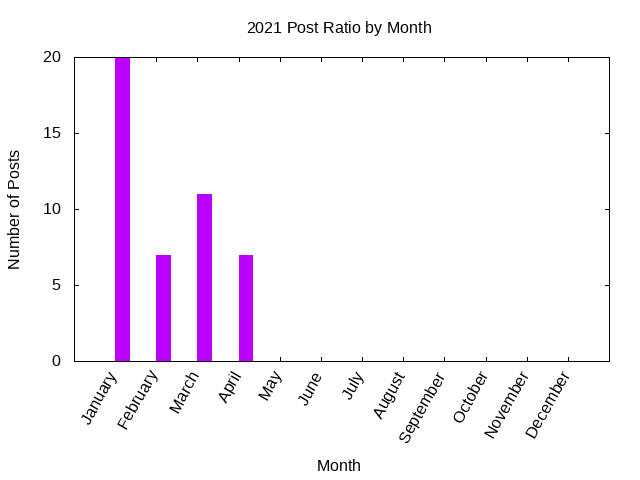 2021 Post Ratio by Month
20
15
10
5
0
Number of Posts
January
February
March
April
May
June
July
August
September
October
November
December
Month